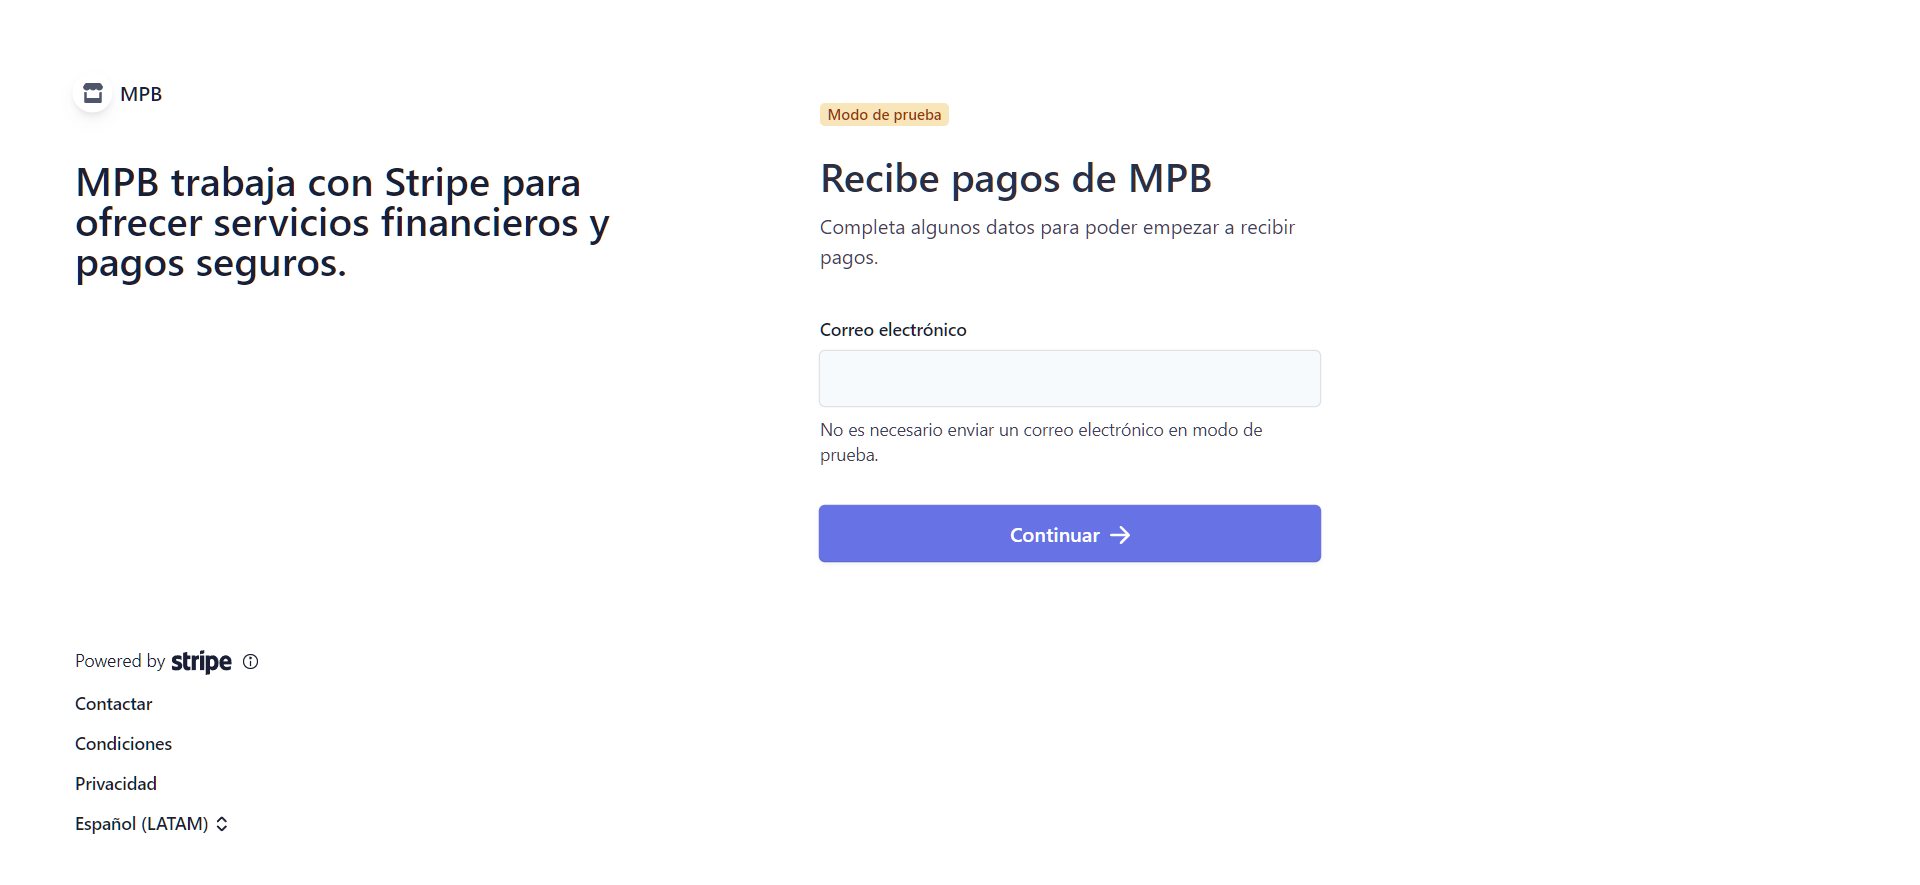 MPB
MPB trabaja con Stripe para
ofrecer servicios financieros y
pagos seguros.
Modo de prueba
Recibe pagos de MPB
Completa algunos datos para poder empezar a recibir
pagos.
Correo electrónico
No es necesario enviar un correo electrónico en modo de
prueba.
Continuar
Powered by stripe
Contactar
Condiciones
Privacidad
Español (LATAM)